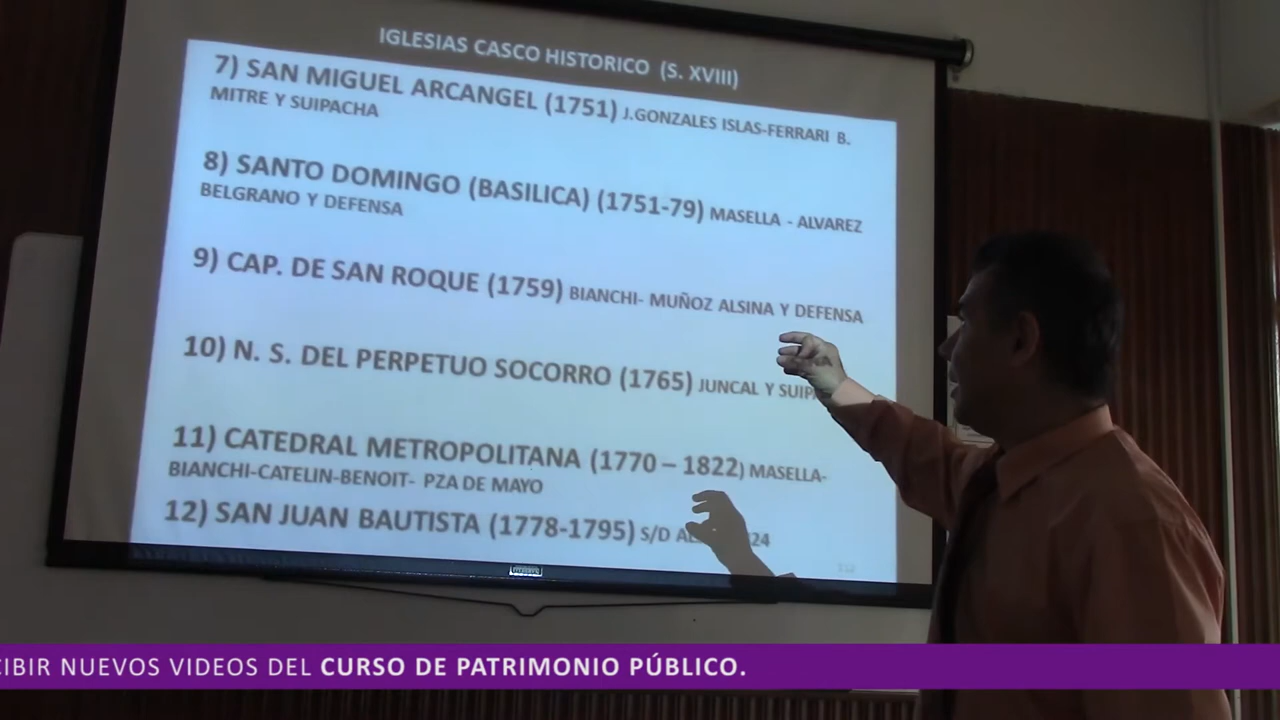 IGLESIAS CASCO HISTORICO (S. XVIII)
7) SAN MIGUEL ARCANGEL (1751) J.GONZALES ISLAS-FERRARI B.
MITRE Y SUIPACHA
8) SANTO DOMINGO (BASILICA) (1751-79) MASELLA - ALVAREZ
BELGRANO Y DEFENSA
9) CAP. DE SAN ROQUE (1759) BIANCHI- MUÑOZ ALSINA Y DEFENSA
10) N. S. DEL PERPETUO SOCORRO (1765) JUNCAL Y
11) CATEDRAL METROPOLITANA (1770 – 1822) MASELLA-
BIANCHI-CATELIN-BENOIT- PZA DE MAYO
12) SAN JUAN BAUTISTA (1778-1795) S/D
NUEVOS VIDEOS DEL CURSO DE PATRIMONIO PÚBLICO.